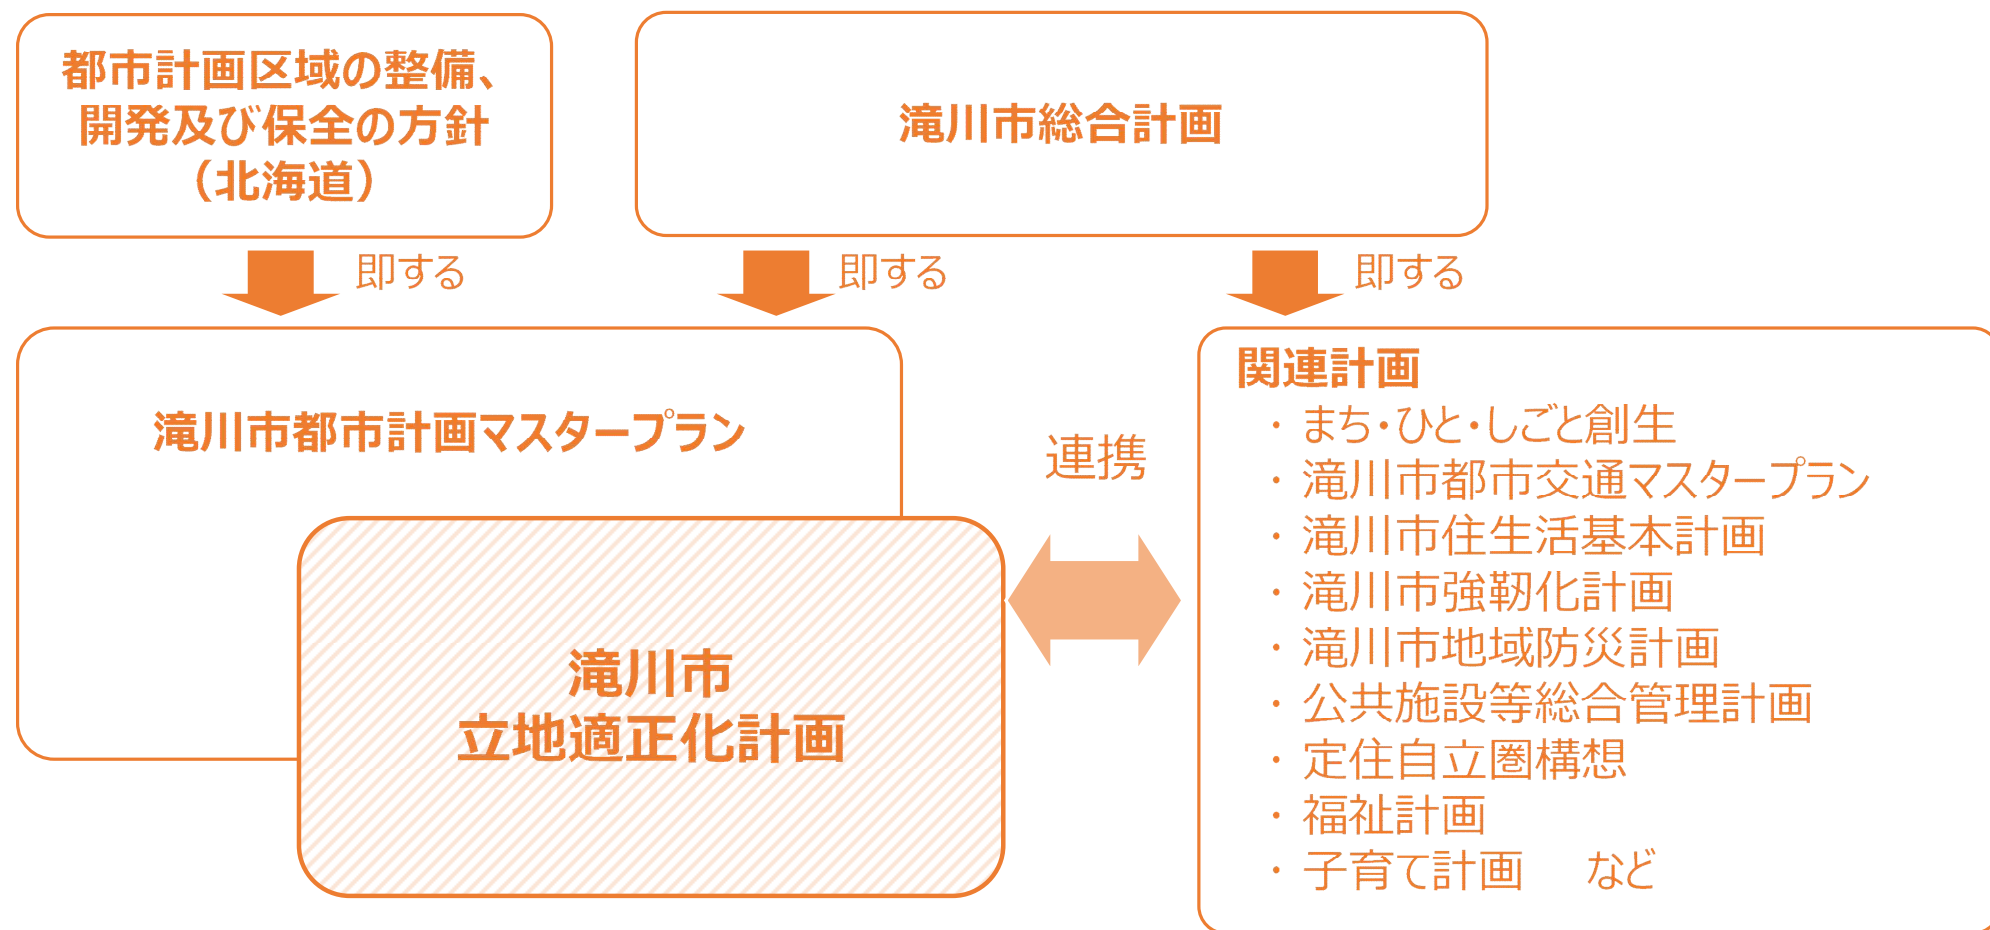 都市計画区域の整備、
開発及び保全の方針
（北海道）
滝川市総合計画
即する
即する
即する
滝川市都市計画マスタープラン
滝川市
立地適正化計画
連携
関連計画
・ まち・ひと・しごと創生
・ 滝川市都市交通マスタープラン
・ 滝川市住生活基本計画
・ 滝川市強靭化計画
・ 滝川市地域防災計画
・ 公共施設等総合管理計画
・ 定住自立圏構想
・ 福祉計画
・ 子育て計画　など